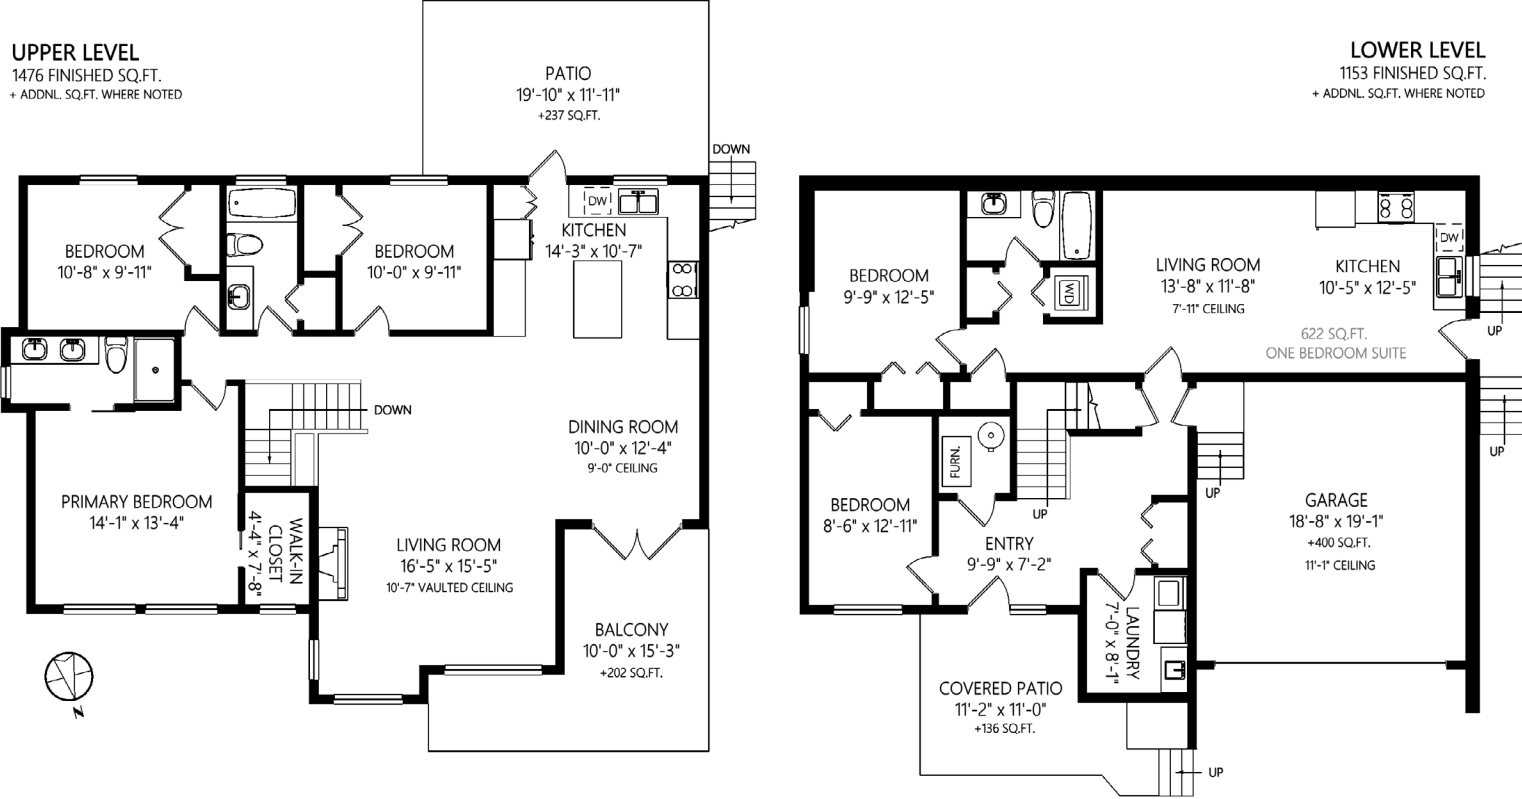 UPPER LEVEL
1476 FINISHED SQ.FT.
+ ADDNL. SQ.FT. WHERE NOTED
PATIO
19'-10" x 11'-11"
+237 SQ.FT.
DOWN
BEDROOM
10'-8" x 9'-11"
BEDROOM
10'-0" x 9'-11"
DW
KITCHEN
14'-3" x 10'-7"
DOWN
DINING ROOM
10'-0" x 12'-4"
9'-0" CEILING
PRIMARY BEDROOM
14'-1" x 13'-4"
WALK-IN
CLOSET
4'-4" x 7'-8"
LIVING ROOM
16'-5" x 15'-5"
10'-7" VAULTED CEILING
BALCONY
10'-0" x 15'-3"
+202 SQ.FT.
N
LOWER LEVEL
1153 FINISHED SQ.FT.
+ ADDNL. SQ.FT. WHERE NOTED
BEDROOM
9'-9" x 12'-5"
WD
LIVING ROOM
13'-8" x 11'-8"
7'-11" CEILING
DW
KITCHEN
10'-5" x 12'-5"
622 SQ.FT.
ONE BEDROOM SUITE
UP
UP
FURN.
UP
UP
BEDROOM
8'-6" x 12'-11"
ENTRY
9'-9" x 7'-2"
GARAGE
18'-8" x 19'-1"
+400 SQ.FT.
11'-1" CEILING
LAUNDRY
7'-0" x 8'-1"
COVERED PATIO
11'-2" x 11'-0"
+136 SQ.FT.
UP